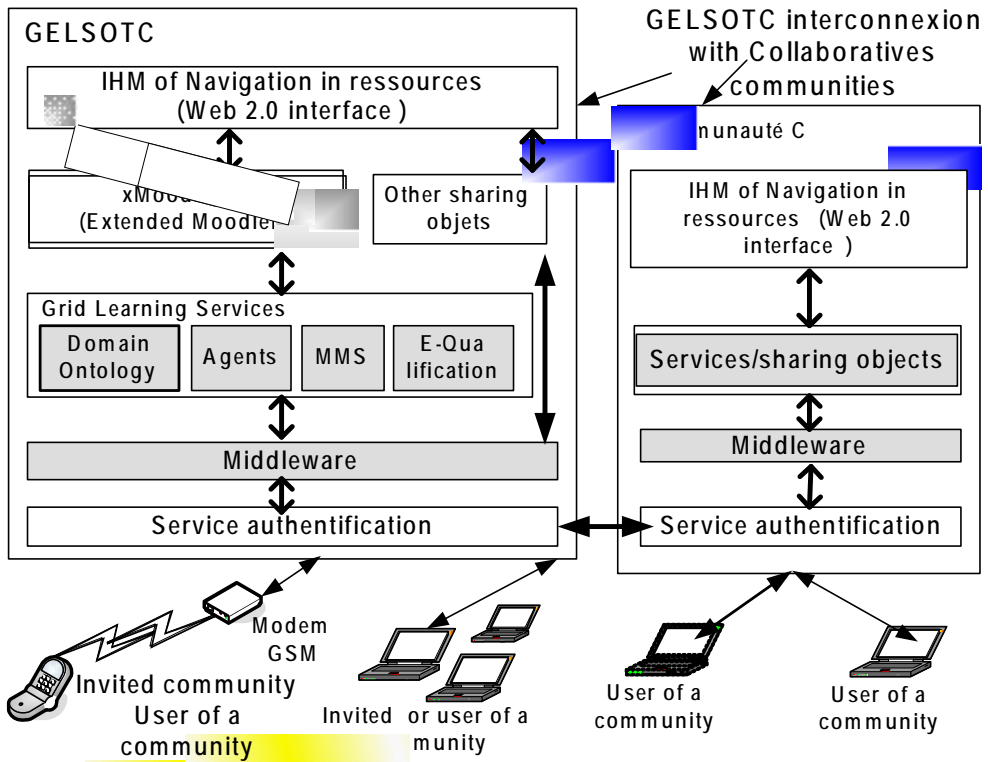 GELSOTC
IHM of Navigation in ressources
(Web 2.0 interface )
xMoo
(Extended Moodle
Other sharing
objets
Grid Learning Services
Domain
Ontology
Agents
MMS
E-Qua
lification
Middleware
Service authentification
GELSOTC interconnexion
with Collaboratives
communities
munauté C
IHM of Navigation in
ressources (Web 2.0
interface )
Services/sharing objects
Middleware
Service authentification
Modem
GSM
Invited community
User of a
community
Invited or user of a
munity
User of a
community
User of a
community